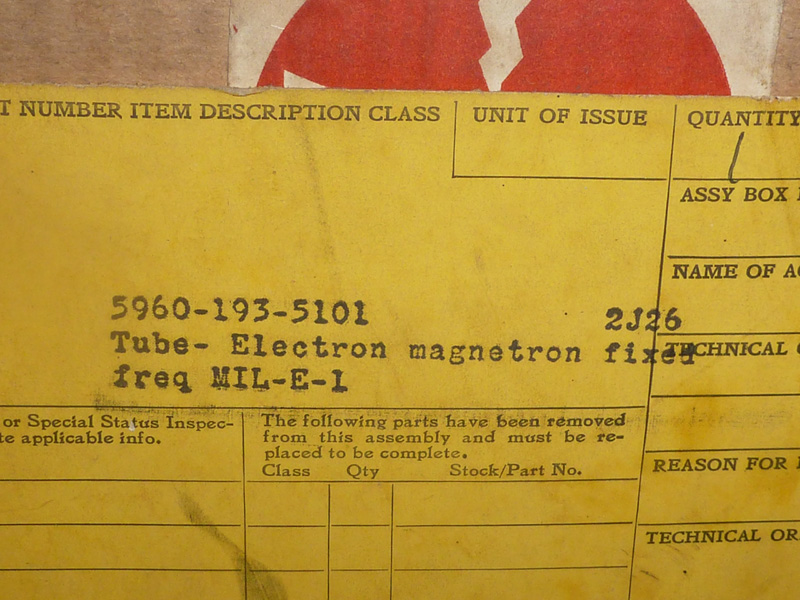 T NUMBER ITEM DESCRIPTION CLASS
UNIT OF ISSUE
QUANTITY
1
ASSY BOX
NAME OF
5960-193-5101 2J26
Tube- Electron magnetron fixed
freq MIL-E-1
TECHNICAL
or Special Status Inspec-
te applicable info.
The following parts have been removed
from this assembly and must be re-
placed to be complete.
Class Qty Stock/Part No.
REASON FOR
TECHNICAL OR